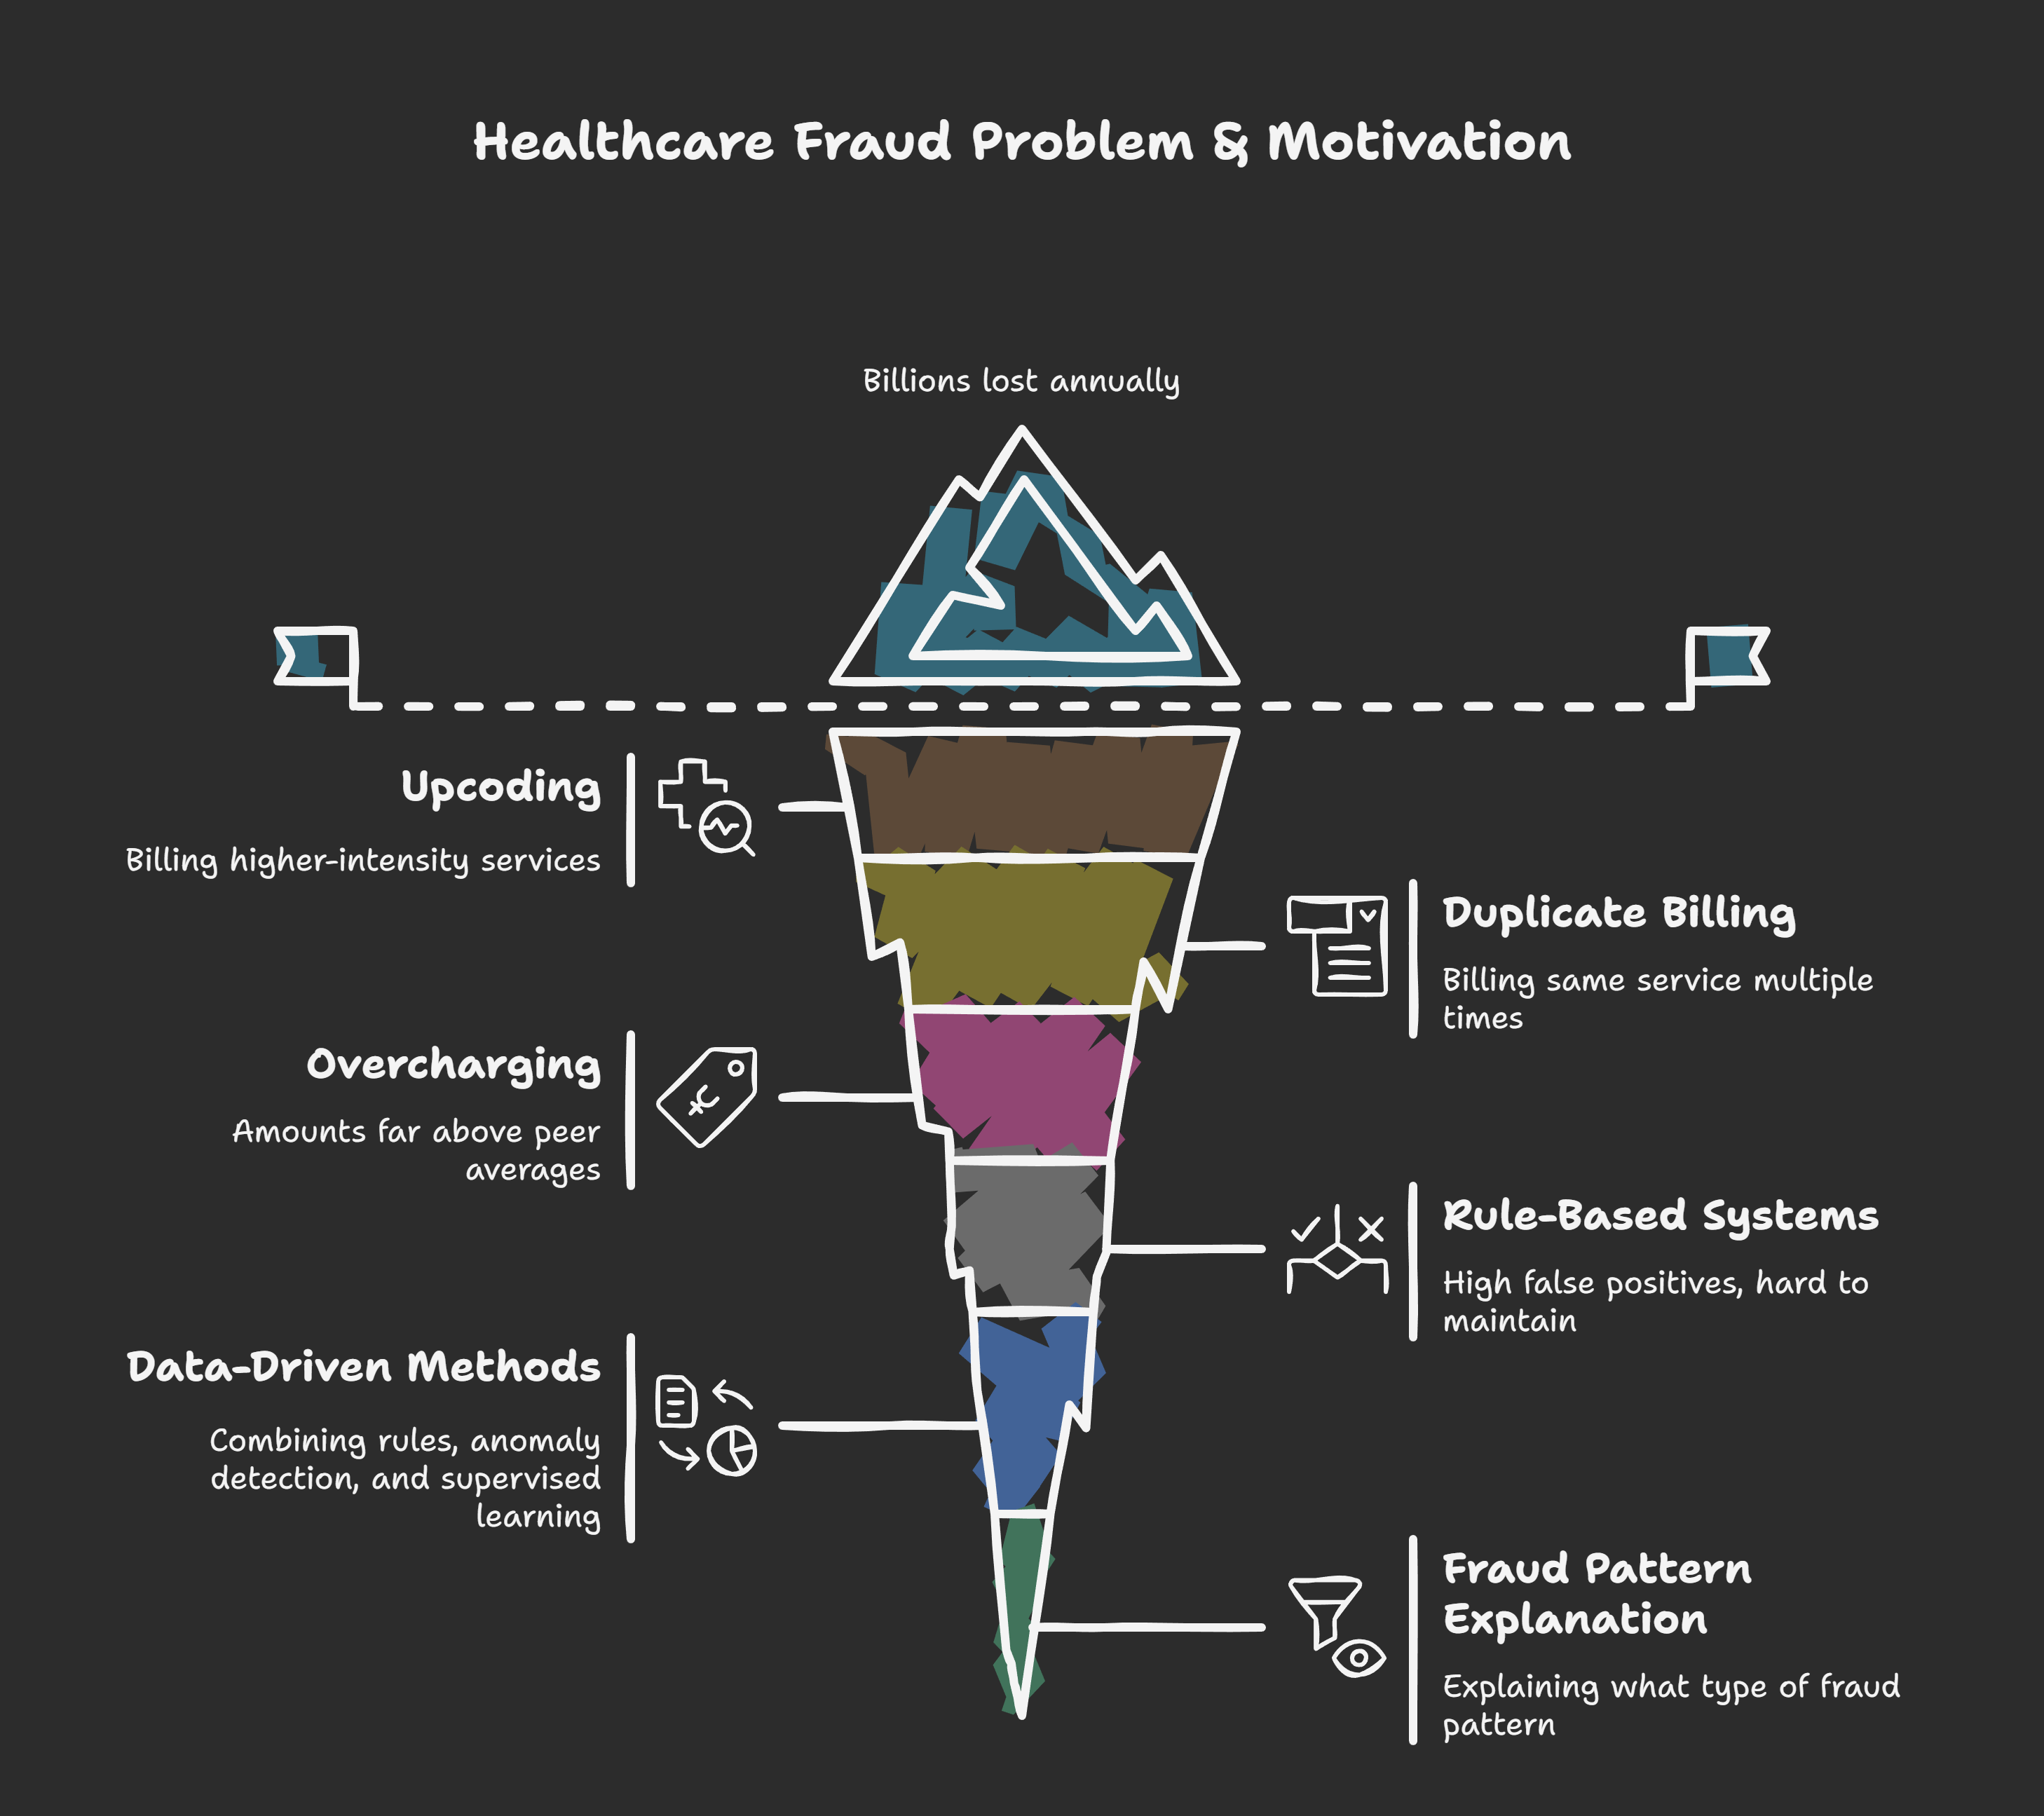 Healthcare Fraud Problem & Motivation
Billions lost annually
Upcoding
Billing higher-intensity services
Duplicate Billing
Billing same service multiple
times
Overcharging
Amounts far above peer
averages
Rule-Based Systems
High false positives, hard to
maintain
Data-Driven Methods
Combining rules, anomaly
detection, and supervised
learning
Fraud Pattern
Explanation
Explaining what type of fraud
pattern